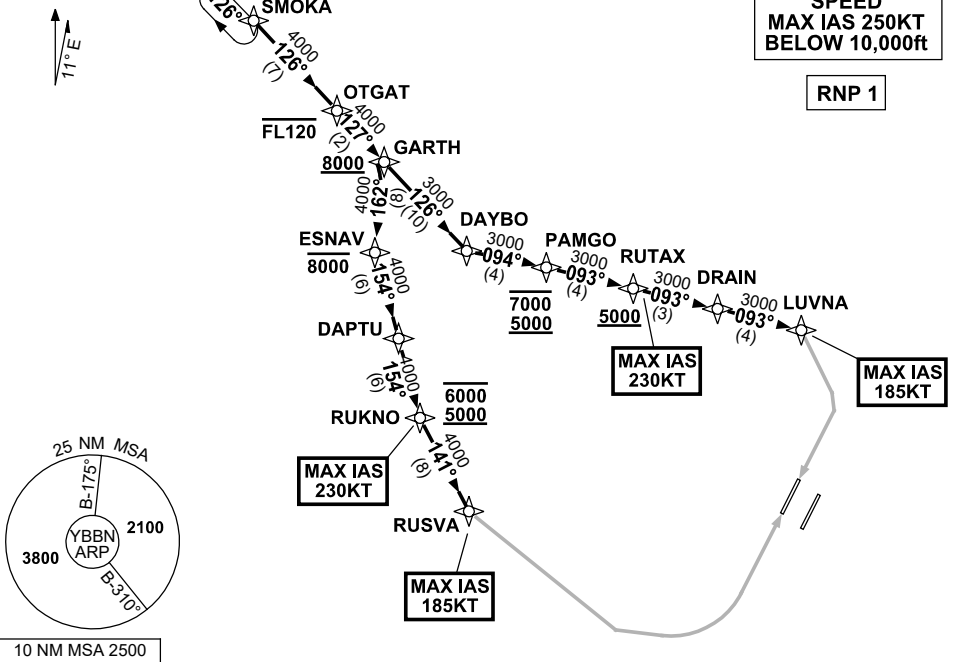 SPEED
MAX IAS 250KT
BELOW 10,000ft
RNP 1
11° E
126°
SMOKA
4000
126°
(7)
OTGAT
FL120
4000
127°
(2)
GARTH
8000
4000
162°
(8)
3000
126°
(10)
DAYBO
3000
094°
(4)
PAMGO
7000
5000
3000
093°
(4)
RUTAX
5000
MAX IAS
230KT
3000
093°
(3)
DRAIN
3000
093°
(4)
LUVNA
MAX IAS
185KT
ESNAV
8000
4000
154°
(6)
DAPTU
4000
154°
(6)
RUKNO
6000
5000
MAX IAS
230KT
4000
141°
(8)
RUSVA
MAX IAS
185KT
25 NM MSA
B-175°
YBBN
ARP
2100
3800
B-310°
10 NM MSA 2500